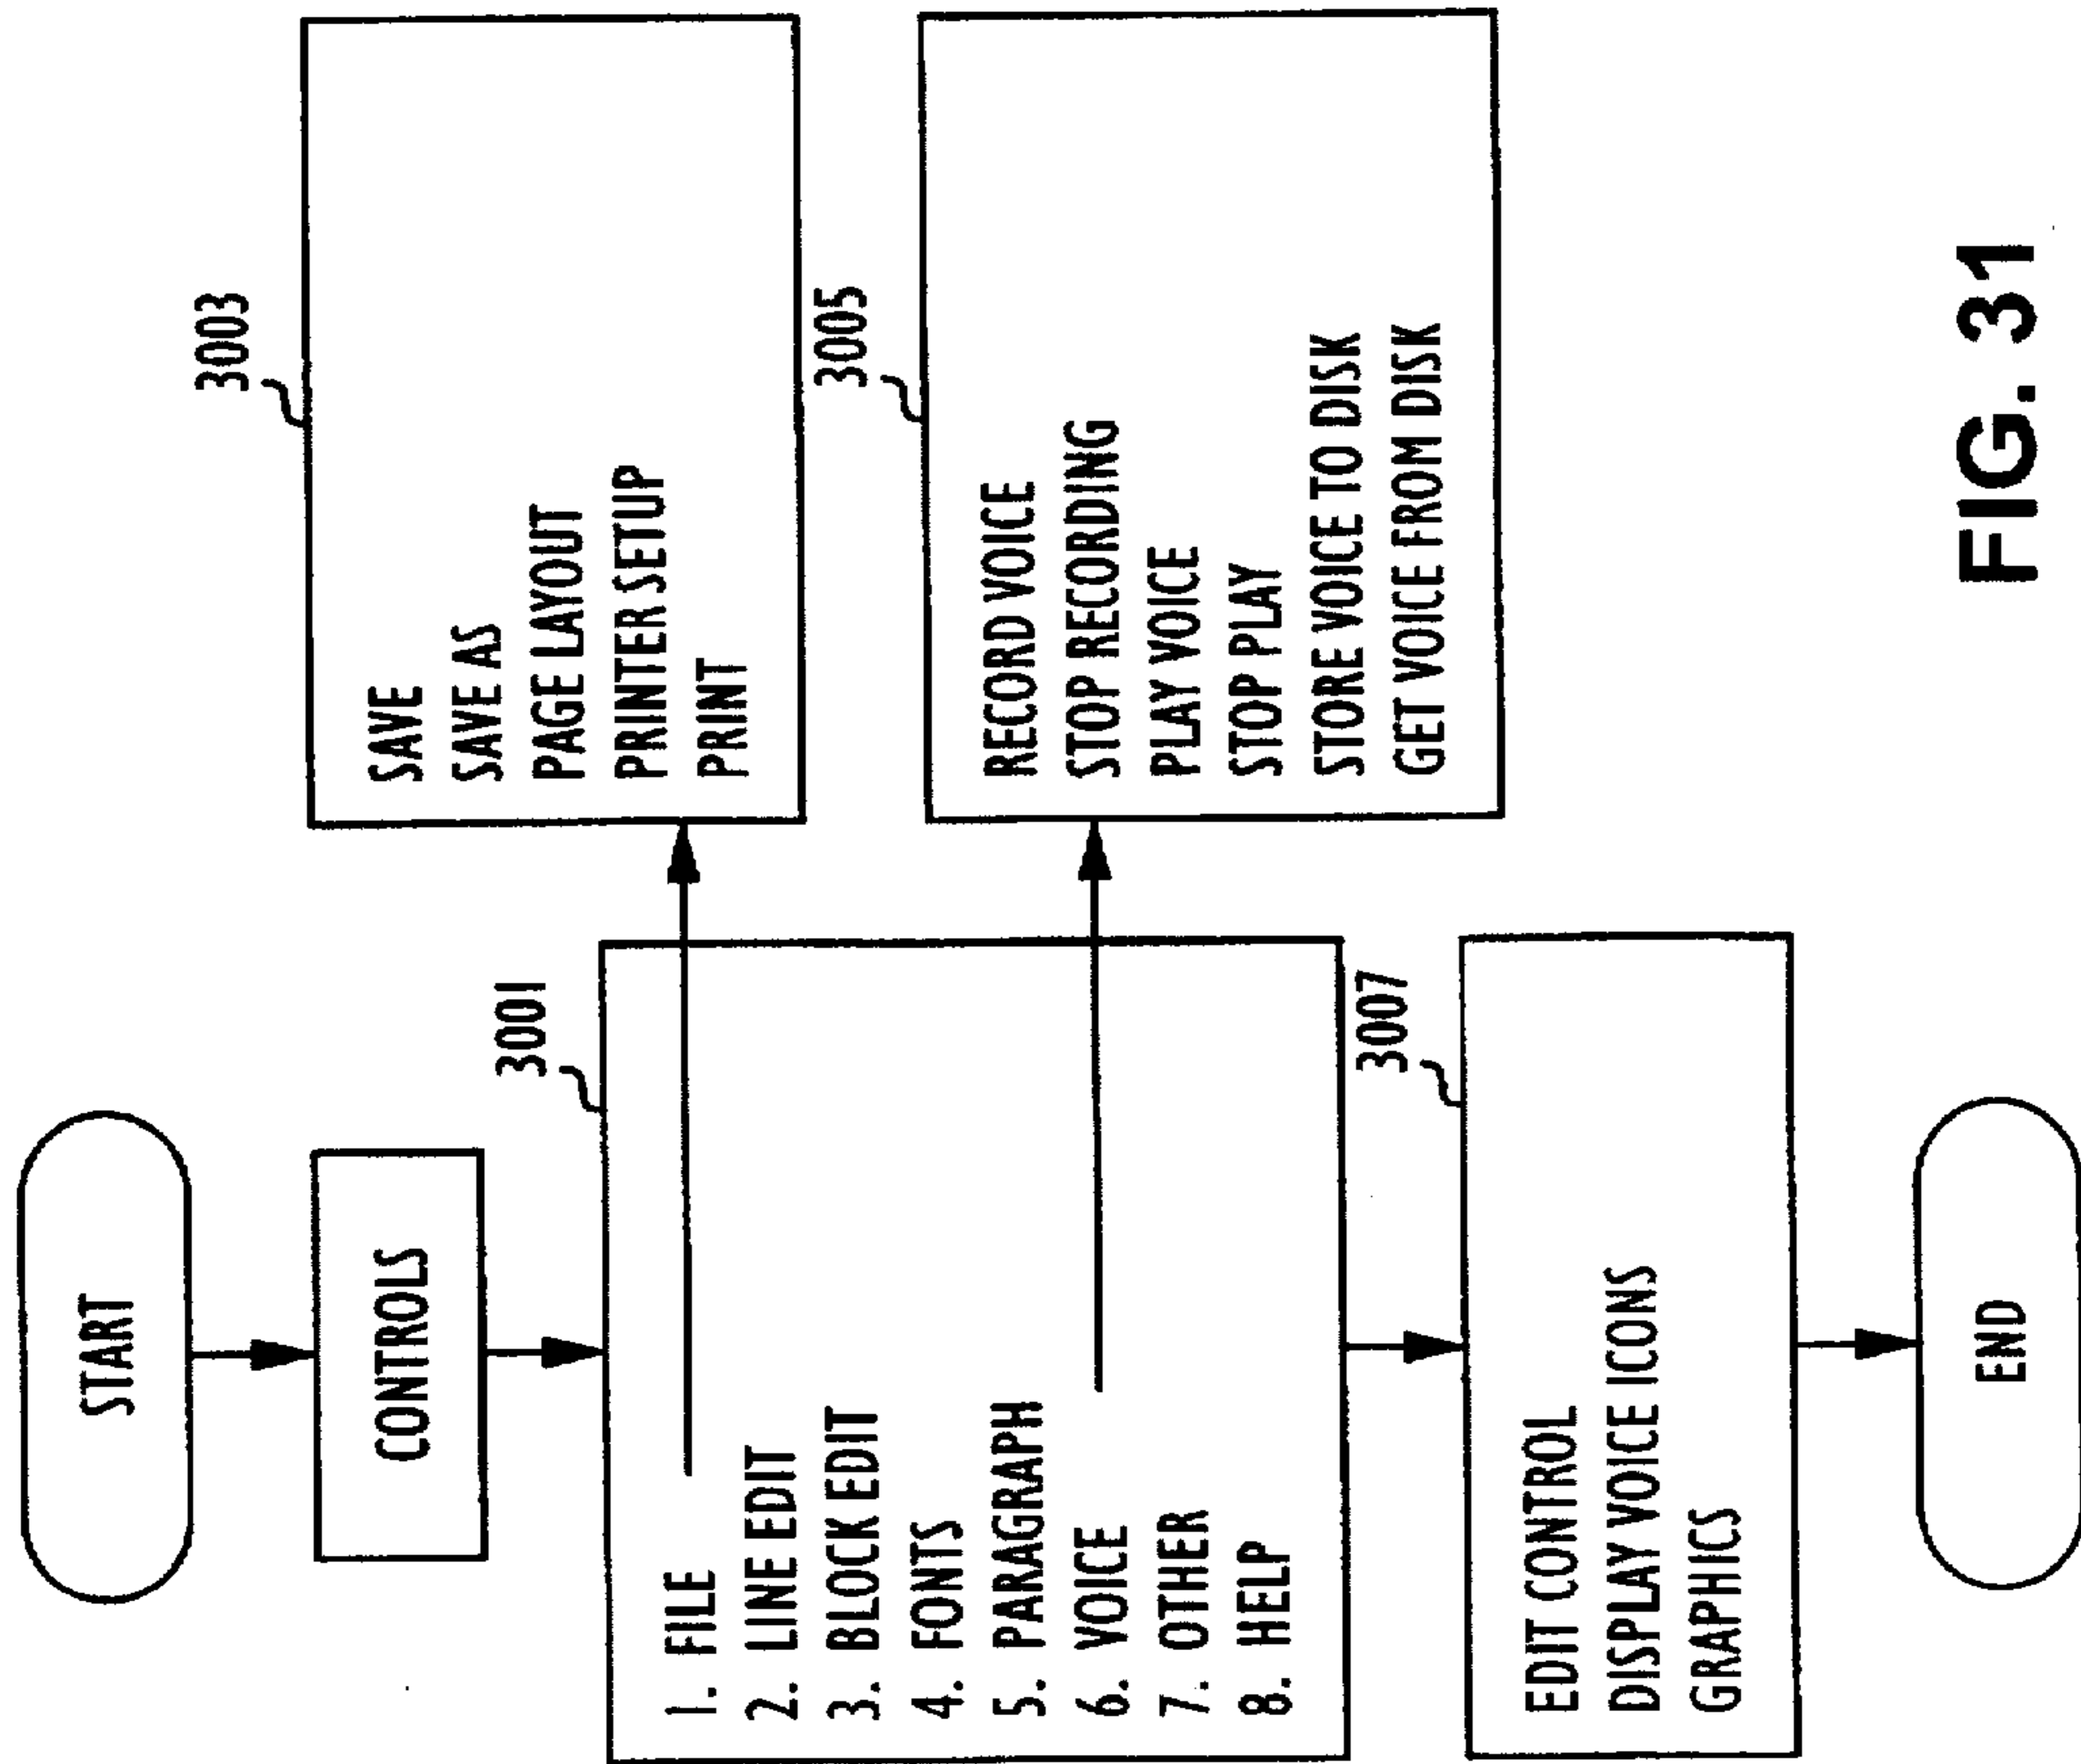 START
CONTROLS
3001
1. FILE
2. LINE EDIT
3. BLOCK EDIT
4. FONTS
5. PARAGRAPH
6. VOICE
7. OTHER
8. HELP
3003
SAVE
SAVE AS
PAGE LAYOUT
PRINTER SETUP
PRINT
3005
RECORD VOICE
STOP RECORDING
PLAY VOICE
STOP PLAY
STORE VOICE TO DISK
GET VOICE FROM DISK
3007
EDIT CONTROL
DISPLAY VOICE ICONS
GRAPHICS
END
FIG. 31